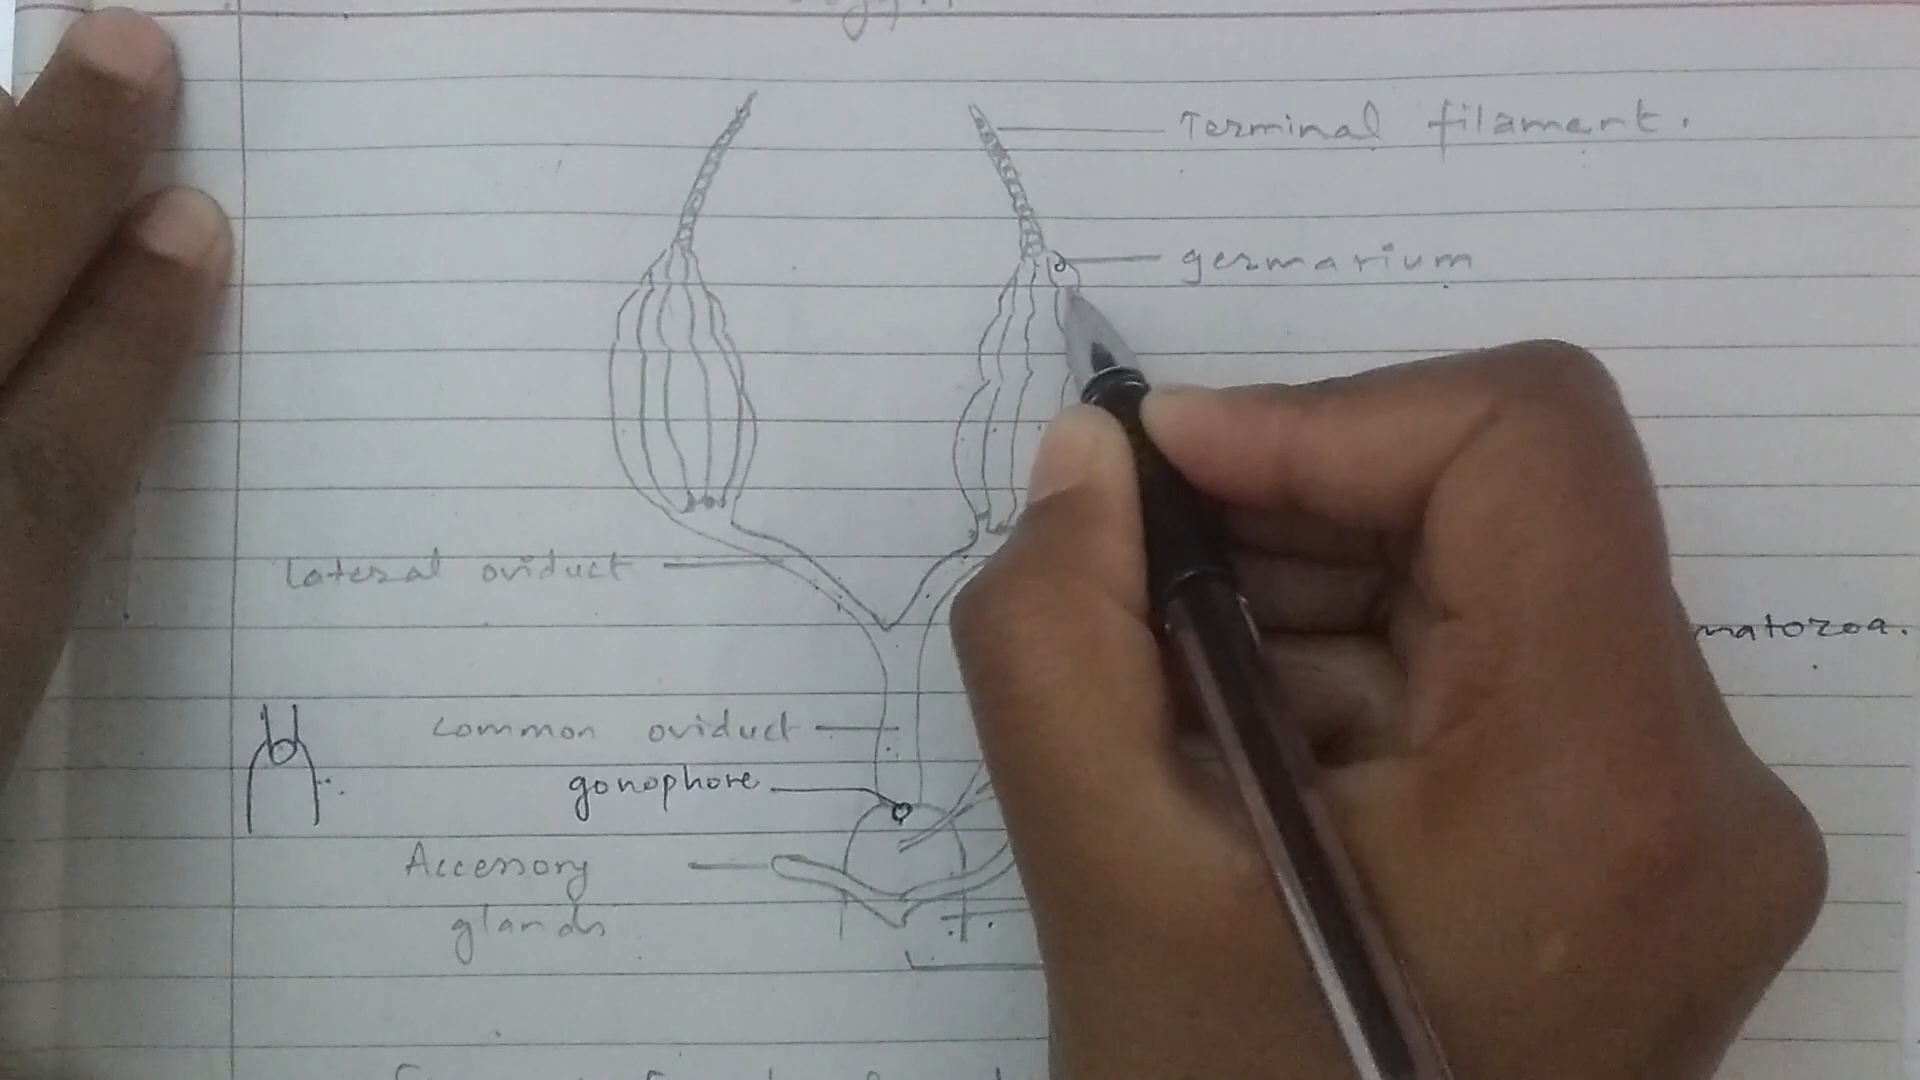 Terminal filament.
germarium
Lateral oviduct
matozoa.
common oviduct
gonophore
Accessory
glands